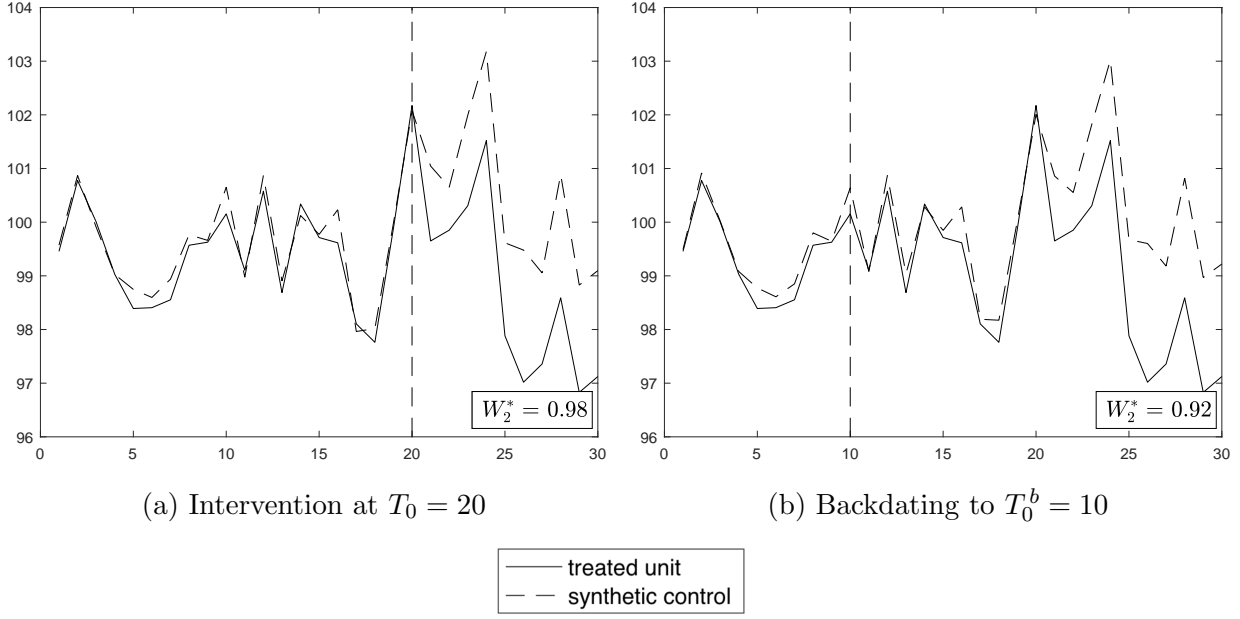 104
103
102
101
100
99
98
97
96
0 5 10 15 20 25 30
W₂* = 0.98
(a) Intervention at T₀ = 20
104
103
102
101
100
99
98
97
96
0 5 10 15 20 25 30
W₂* = 0.92
(b) Backdating to T₀ᵇ = 10
treated unit
synthetic control